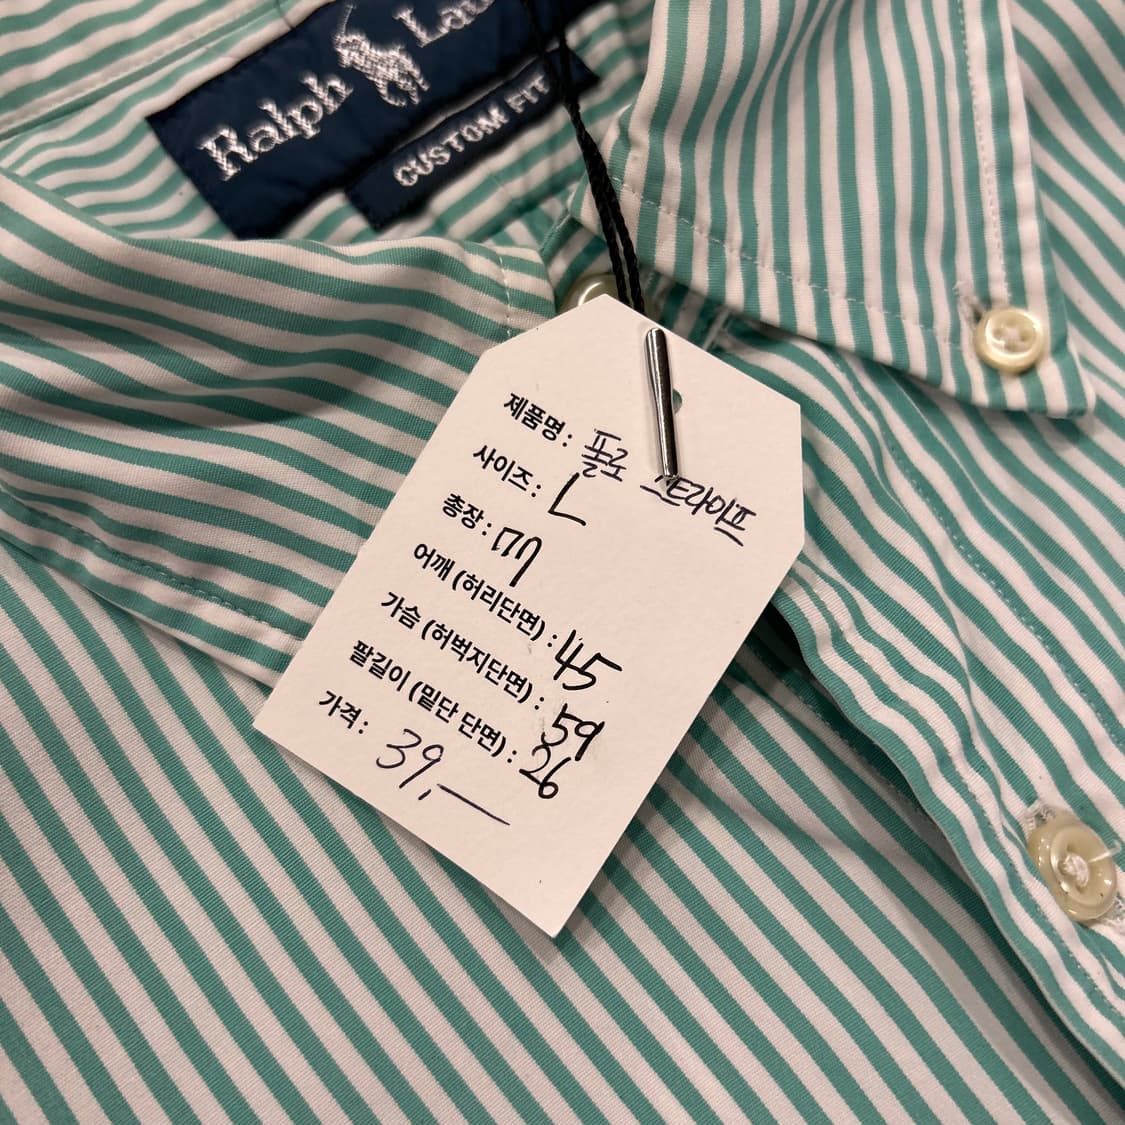 Ralph Lau
CUSTOM FIT
제품명: 폴로 스트라이프
사이즈: L
총장: 77
어깨 (허리단면): 45
가슴 (허벅지단면): 59
팔길이 (밑단 단면): 26
가격: 39,—